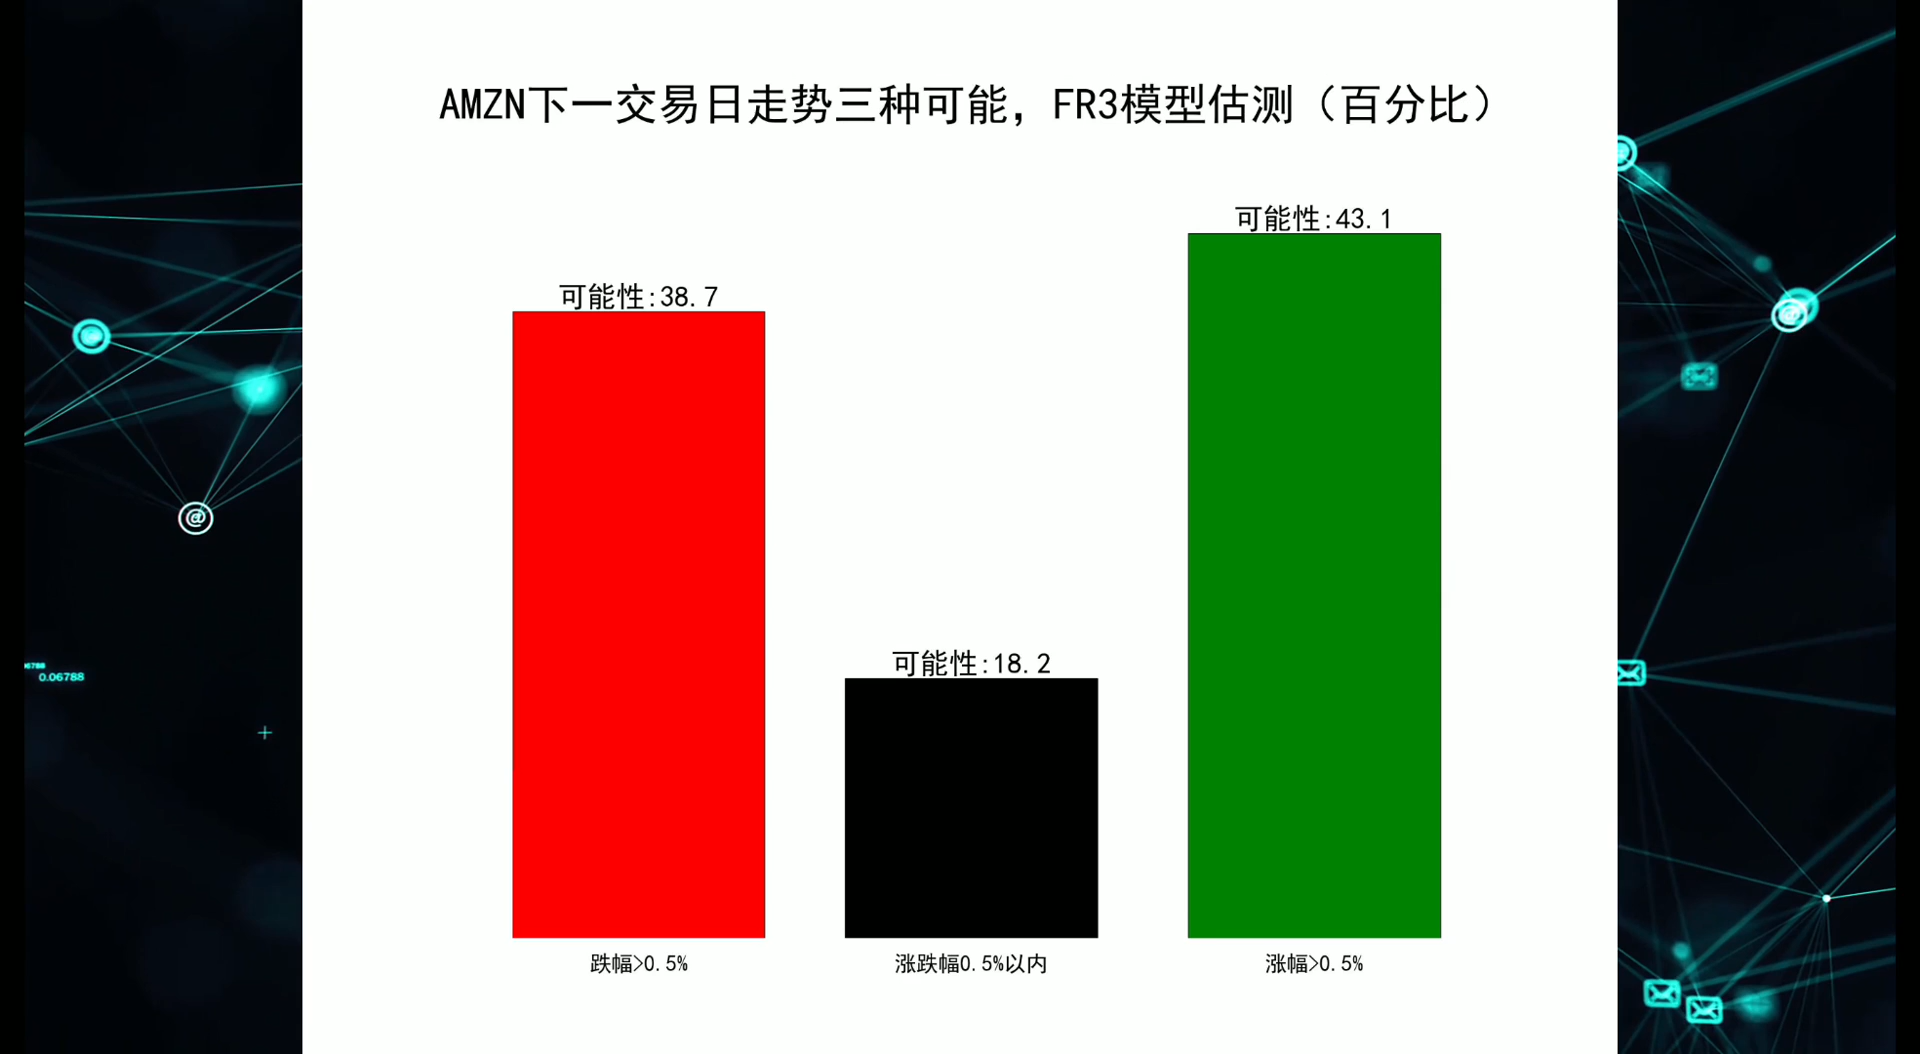 AMZN下一交易日走势三种可能，FR3模型估测（百分比）
可能性:43.1
可能性:38.7
可能性:18.2
跌幅>0.5%
涨跌幅0.5%以内
涨幅>0.5%
6788
0.06788